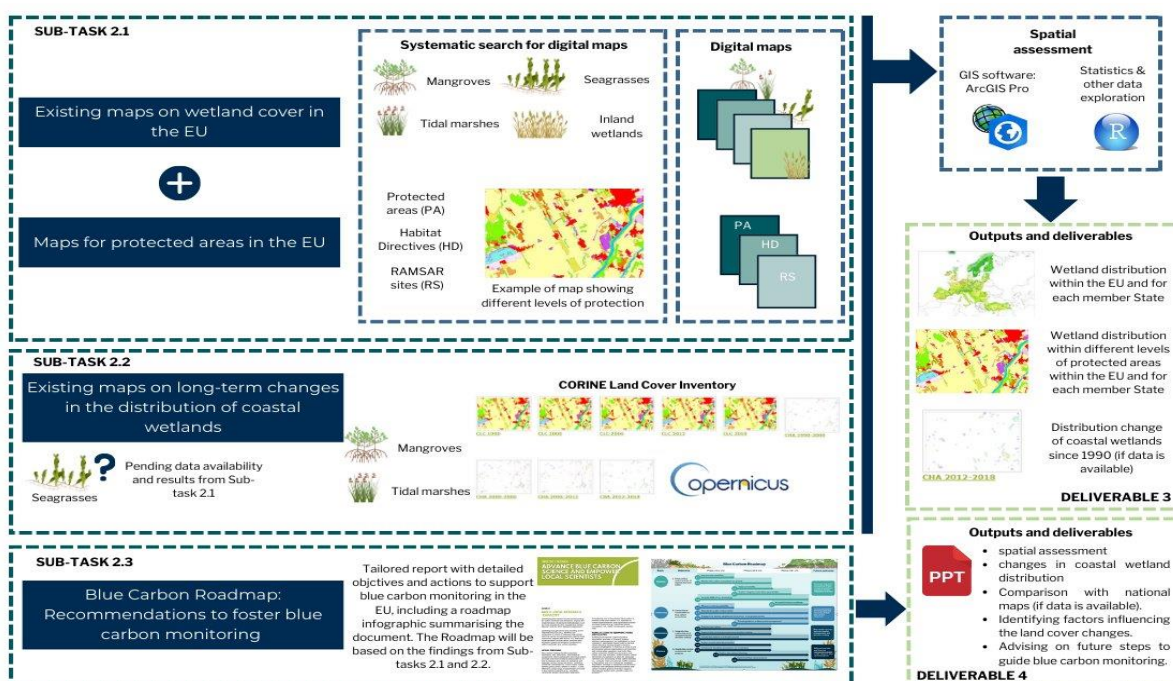 SUB-TASK 2.1
Existing maps on wetland cover in
the EU
Maps for protected areas in the EU
Systematic search for digital maps
Mangroves
Seagrasses
Tidal marshes
Inland
wetlands
Protected
areas (PA)
Habitat
Directives (HD)
RAMSAR
sites (RS)
Example of map showing
different levels of protection
Digital maps
PA
HD
RS
Spatial
assessment
GIS software:
ArcGIS Pro
Statistics &
other data
exploration
R
Outputs and deliverables
Wetland distribution
within the EU and for
each member State
Wetland distribution
within different levels
of protected areas
within the EU and for
each member State
Distribution change
of coastal wetlands
since 1990 (if data is
available)
CHA 2012-2018
DELIVERABLE 3
SUB-TASK 2.2
Existing maps on long-term changes
in the distribution of coastal
wetlands
?
Seagrasses
Pending data availability
and results from Sub-
task 2.1
Mangroves
Tidal marshes
CORINE Land Cover Inventory
opernicus
SUB-TASK 2.3
Blue Carbon Roadmap:
Recommendations to foster blue
carbon monitoring
Tailored report with detailed
objectives and actions to support
blue carbon monitoring in the
EU, including a roadmap
infographic summarising the
document. The Roadmap will be
based on the findings from Sub-
tasks 2.1 and 2.2.
ADVANCE BLUE CARBON
SCIENCE AND EMPOWER
LOCAL SCIENTISTS
Blue Carbon Roadmap
Outputs and deliverables
PPT
• spatial assessment
• changes in coastal wetland
distribution
• Comparison with national
maps (if data is available).
• Identifying factors influencing
the land cover changes.
• Advising on future steps to
guide blue carbon monitoring.
DELIVERABLE 4